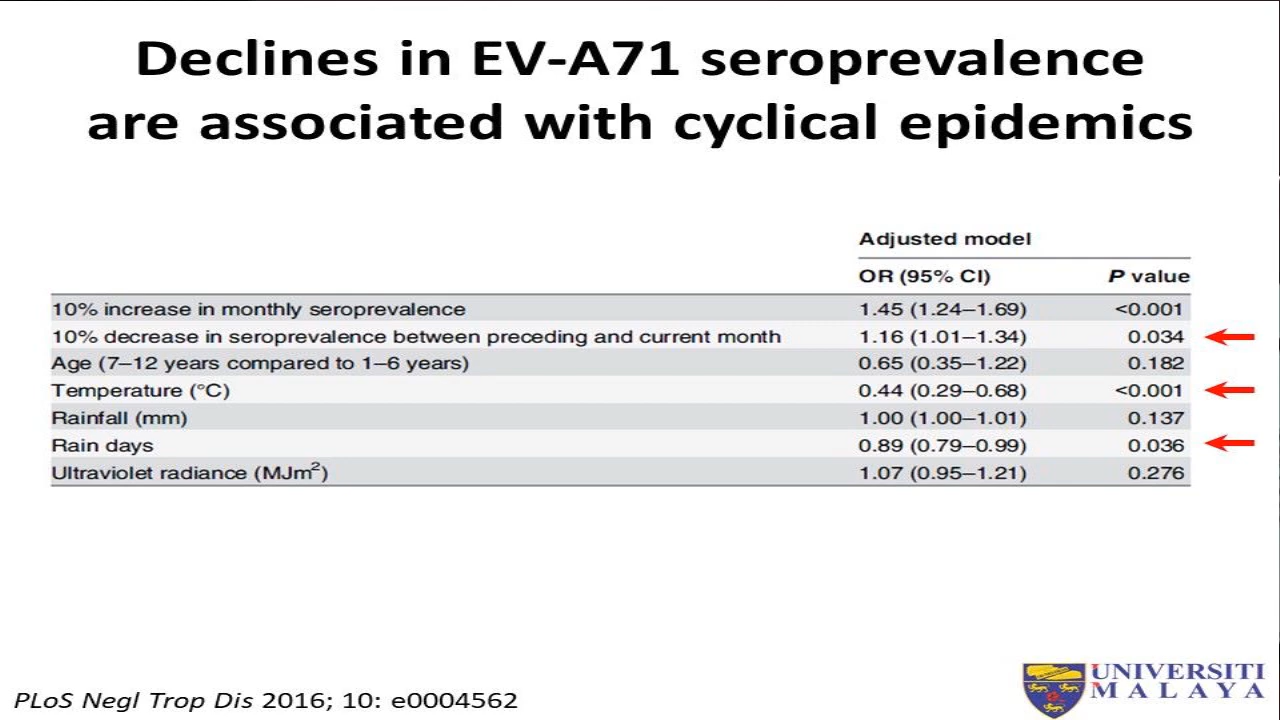 Declines in EV-A71 seroprevalence
are associated with cyclical epidemics
Adjusted model
OR (95% CI) P value
10% increase in monthly seroprevalence 1.45 (1.24–1.69) <0.001
10% decrease in seroprevalence between preceding and current month 1.16 (1.01–1.34) 0.034
Age (7–12 years compared to 1–6 years) 0.65 (0.35–1.22) 0.182
Temperature (°C) 0.44 (0.29–0.68) <0.001
Rainfall (mm) 1.00 (1.00–1.01) 0.137
Rain days 0.89 (0.79–0.99) 0.036
Ultraviolet radiance (MJm²) 1.07 (0.95–1.21) 0.276
PLoS Negl Trop Dis 2016; 10: e0004562
UNIVERSITI
MALAYA